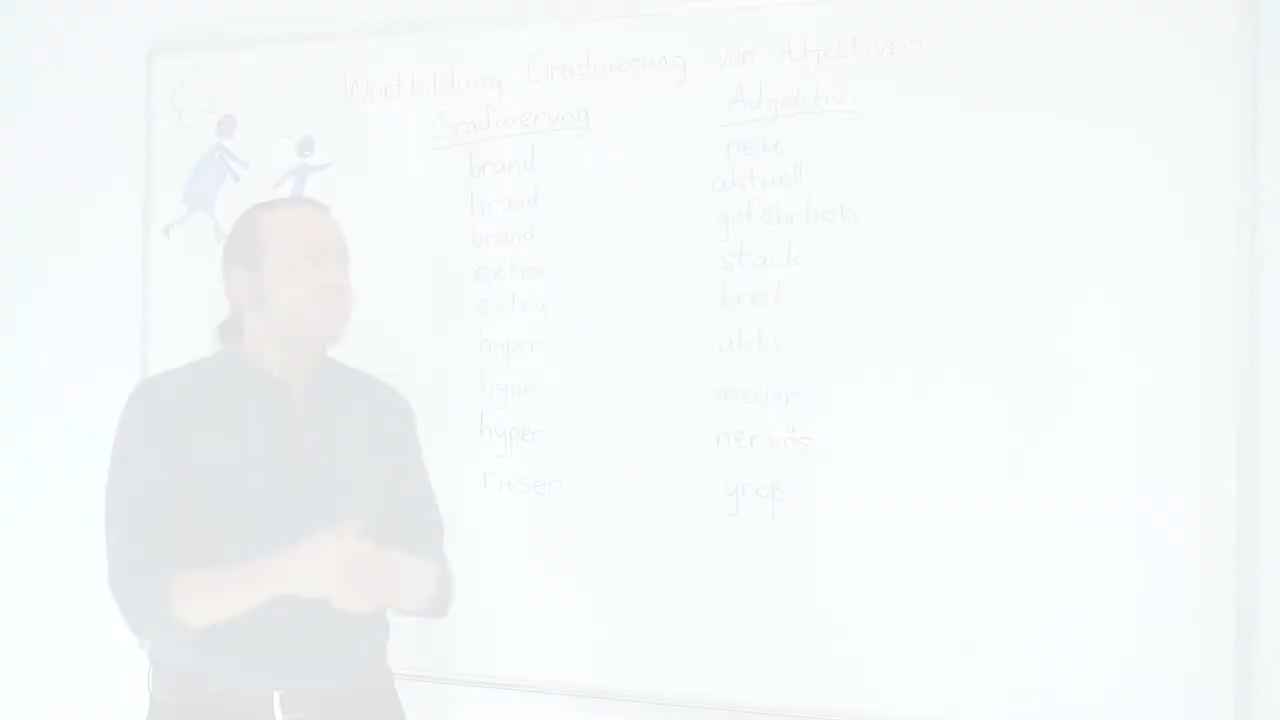 Wortbildung Graduierung von Adjektiven
Graduierung Adjektiv
brand neu
brand aktuell
brand gefährlich
extra stark
extra breit
hyper aktiv
hyper modern
hyper nervös
riesen groß